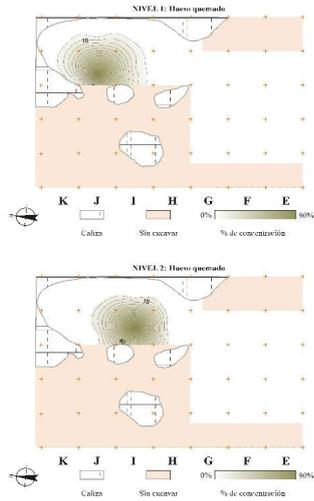 NIVEL 1: Hueso quemado
10
K J I H G F E
0% 90%
Caliza Sin excavar % de concentración
NIVEL 2: Hueso quemado
10
K J I H G F E
0% 90%
Caliza Sin excavar % de concentración